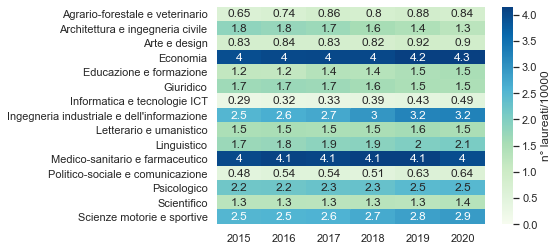 Agrario-forestale e veterinario 0.65 0.74 0.86 0.8 0.88 0.84
Architettura e ingegneria civile 1.8 1.8 1.7 1.6 1.4 1.3
Arte e design 0.83 0.84 0.83 0.82 0.92 0.9
Economia 4 4 4 4 4.2 4.3
Educazione e formazione 1.2 1.2 1.4 1.4 1.5 1.5
Giuridico 1.7 1.7 1.7 1.6 1.5 1.5
Informatica e tecnologie ICT 0.29 0.32 0.33 0.39 0.43 0.49
Ingegneria industriale e dell'informazione 2.5 2.6 2.7 3 3.2 3.2
Letterario e umanistico 1.5 1.5 1.5 1.5 1.6 1.5
Linguistico 1.7 1.8 1.9 1.9 2 2.1
Medico-sanitario e farmaceutico 4 4.1 4.1 4.1 4.1 4
Politico-sociale e comunicazione 0.48 0.54 0.54 0.51 0.63 0.64
Psicologico 2.2 2.2 2.3 2.3 2.5 2.5
Scientifico 1.3 1.3 1.3 1.3 1.3 1.4
Scienze motorie e sportive 2.5 2.5 2.6 2.7 2.8 2.9
2015 2016 2017 2018 2019 2020
4.0
3.5
3.0
2.5
2.0
1.5
1.0
0.5
0.0
n° laureati/10000